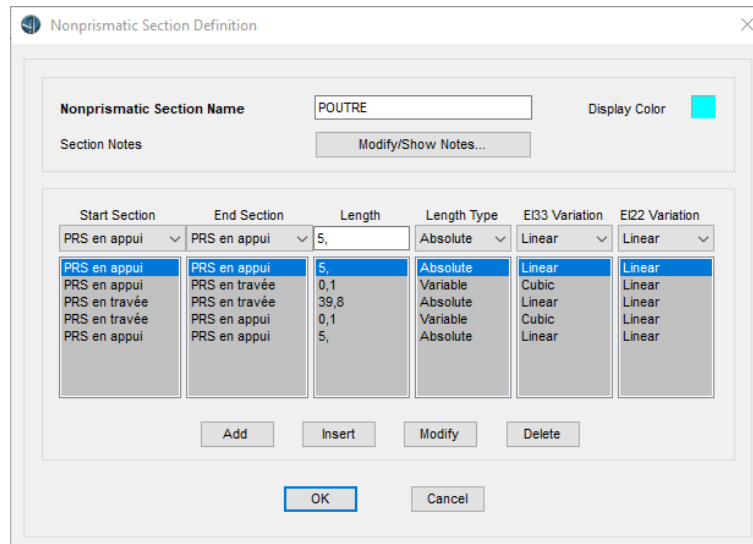 Nonprismatic Section Definition
Nonprismatic Section Name POUTRE Display Color
Section Notes Modify/Show Notes...
Start Section End Section Length Length Type EI33 Variation EI22 Variation
PRS en appui PRS en appui 5, Absolute Linear Linear
PRS en appui PRS en appui 5, Absolute Linear Linear
PRS en appui PRS en travée 0,1 Variable Cubic Linear
PRS en travée PRS en travée 39,8 Absolute Linear Linear
PRS en travée PRS en appui 0,1 Variable Cubic Linear
PRS en appui PRS en appui 5, Absolute Linear Linear
Add Insert Modify Delete
OK Cancel